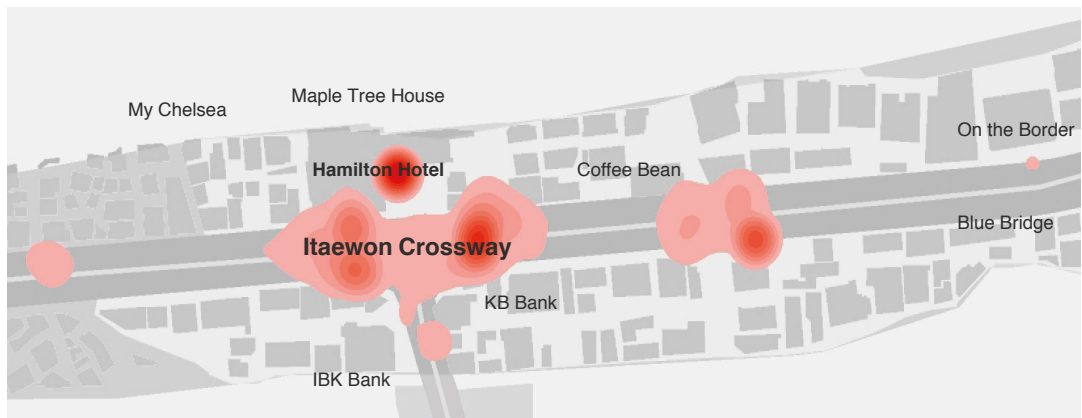 Maple Tree House
My Chelsea
On the Border
Hamilton Hotel
Coffee Bean
Blue Bridge
Itaewon Crossway
KB Bank
IBK Bank